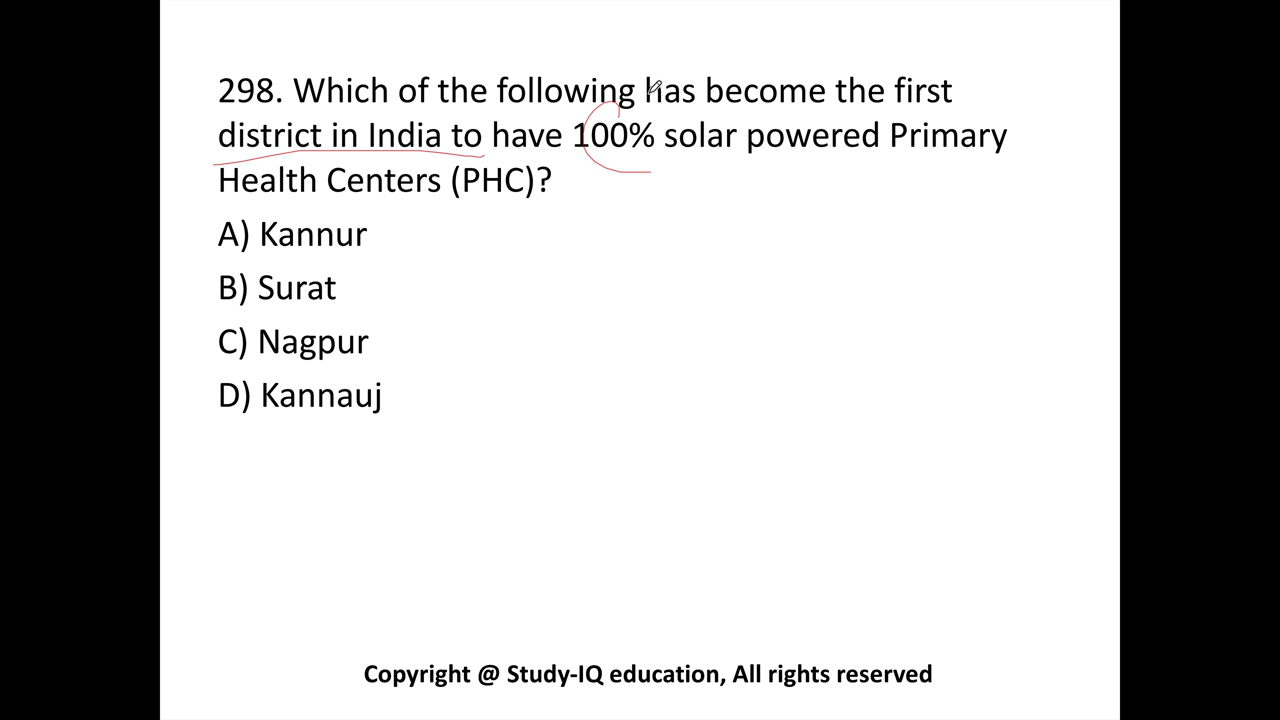 298. Which of the following has become the first
district in India to have 100% solar powered Primary
Health Centers (PHC)?
A) Kannur
B) Surat
C) Nagpur
D) Kannauj
Copyright @ Study-IQ education, All rights reserved